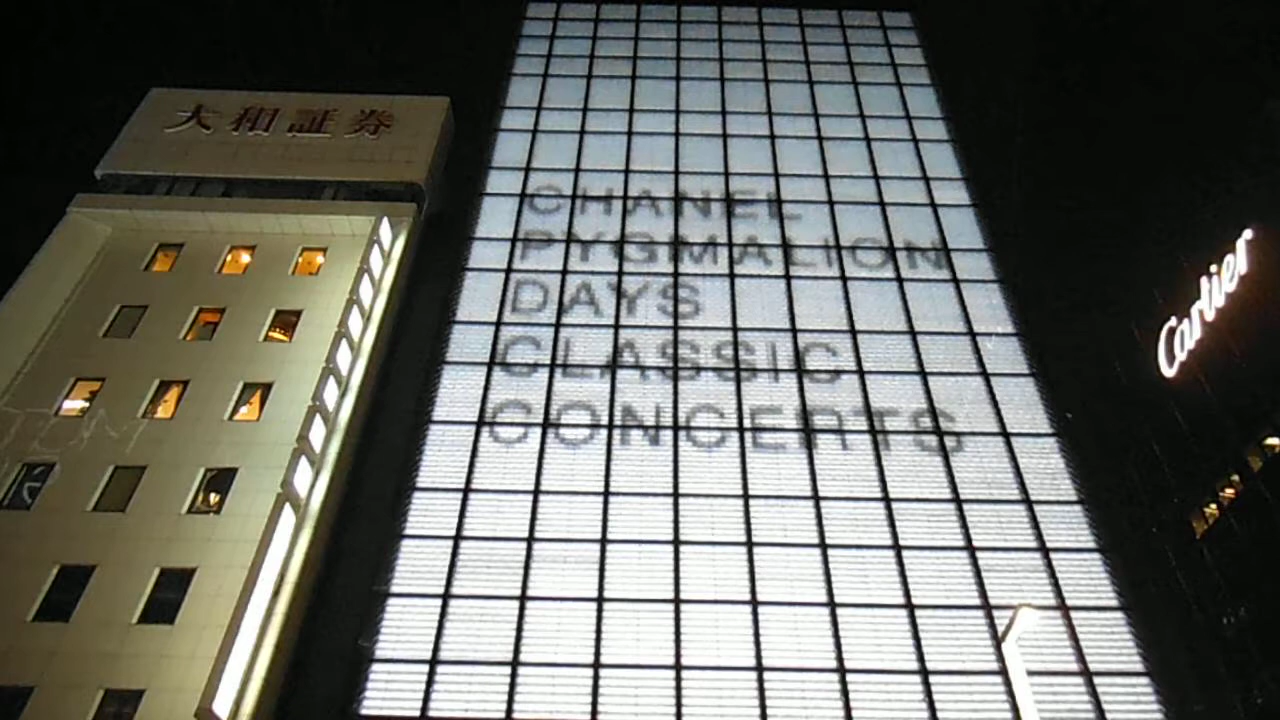 大和証券
CHANEL
PYGMALION
DAYS
CLASSIC
CONCERTS
Cartier